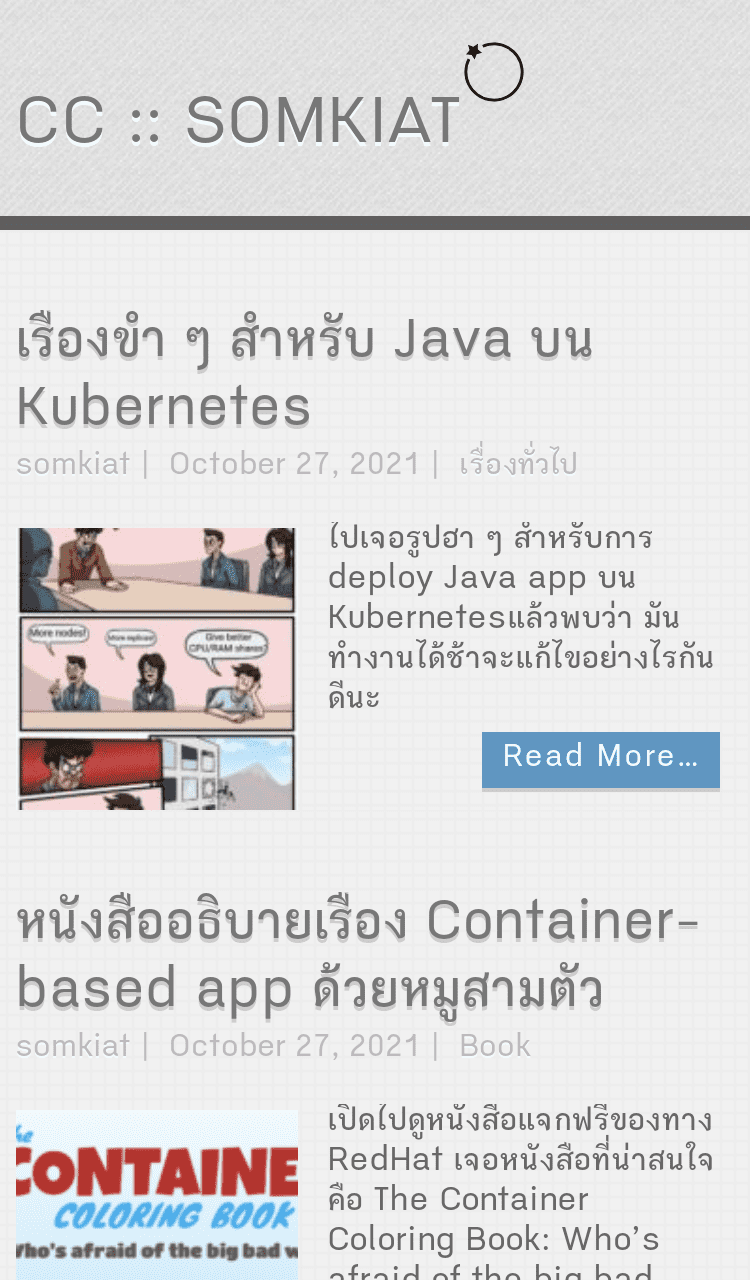 CC :: SOMKIAT
เรื่องขำ ๆ สำหรับ Java บน
Kubernetes
somkiat | October 27, 2021 | เรื่องทั่วไป
ไปเจอรูปฮา ๆ สำหรับการ
deploy Java app บน
Kubernetesแล้วพบว่า มัน
ทำงานได้ช้าจะแก้ไขอย่างไรกัน
ดีนะ
More nodes!
More replicas!
Give better
CPU/RAM shares?
Read More...
หนังสืออธิบายเรื่อง Container-
based app ด้วยหมูสามตัว
somkiat | October 27, 2021 | Book
เปิดไปดูหนังสือแจกฟรีของทาง
RedHat เจอหนังสือที่น่าสนใจ
คือ The Container
Coloring Book: Who’s
afraid of the big bad
he
CONTAINE
COLORING BOOK
Who's afraid of the big bad w